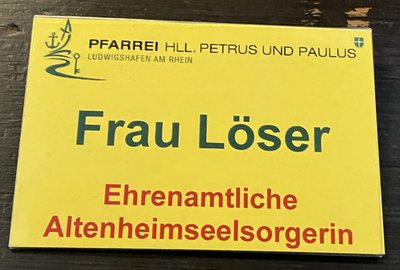 PFARREI HLL. PETRUS UND PAULUS
LUDWIGSHAFEN AM RHEIN
Frau Löser
Ehrenamtliche
Altenheimseelsorgerin